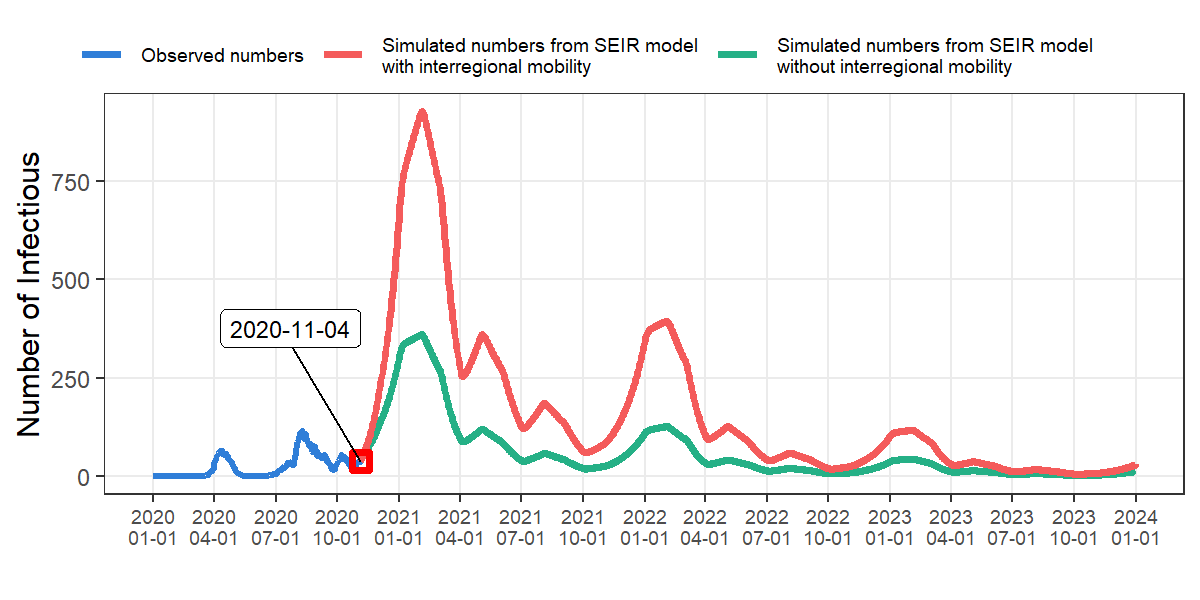 Observed numbers
Simulated numbers from SEIR model
with interregional mobility
Simulated numbers from SEIR model
without interregional mobility
Number of Infectious
750
500
250
0
2020-11-04
2020 2020 2020 2020 2021 2021 2021 2021 2022 2022 2022 2022 2023 2023 2023 2023 2024
01-01 04-01 07-01 10-01 01-01 04-01 07-01 10-01 01-01 04-01 07-01 10-01 01-01 04-01 07-01 10-01 01-01